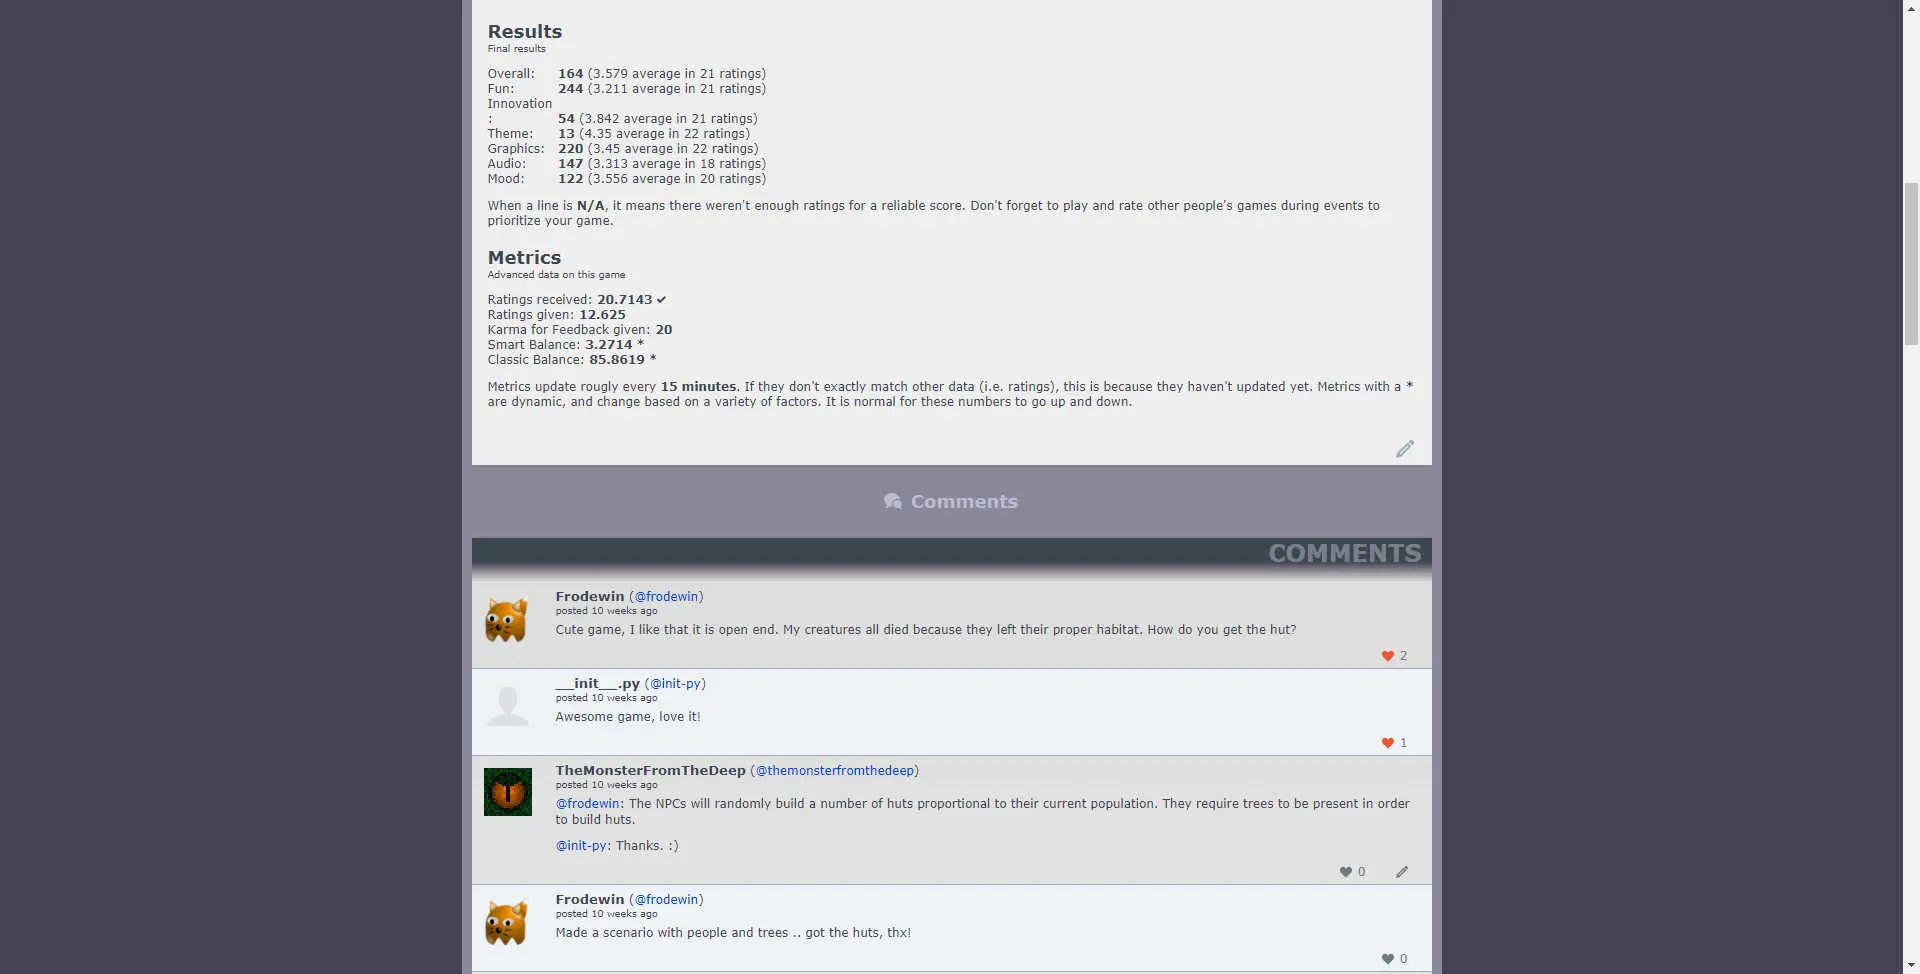 Results
Final results
Overall: 164 (3.579 average in 21 ratings)
Fun: 244 (3.211 average in 21 ratings)
Innovation
: 54 (3.842 average in 21 ratings)
Theme: 13 (4.35 average in 22 ratings)
Graphics: 220 (3.45 average in 22 ratings)
Audio: 147 (3.313 average in 18 ratings)
Mood: 122 (3.556 average in 20 ratings)
When a line is N/A, it means there weren't enough ratings for a reliable score. Don't forget to play and rate other people's games during events to
prioritize your game.
Metrics
Advanced data on this game
Ratings received: 20.7143 ✔
Ratings given: 12.625
Karma for Feedback given: 20
Smart Balance: 3.2714 *
Classic Balance: 85.8619 *
Metrics update rougly every 15 minutes. If they don't exactly match other data (i.e. ratings), this is because they haven't updated yet. Metrics with a *
are dynamic, and change based on a variety of factors. It is normal for these numbers to go up and down.
Comments
COMMENTS
Frodewin (@frodewin)
posted 10 weeks ago
Cute game, I like that it is open end. My creatures all died because they left their proper habitat. How do you get the hut?
2
__init__.py (@init-py)
posted 10 weeks ago
Awesome game, love it!
1
TheMonsterFromTheDeep (@themonsterfromthedeep)
posted 10 weeks ago
@frodewin: The NPCs will randomly build a number of huts proportional to their current population. They require trees to be present in order
to build huts.
@init-py: Thanks. :)
0
Frodewin (@frodewin)
posted 10 weeks ago
Made a scenario with people and trees .. got the huts, thx!
0